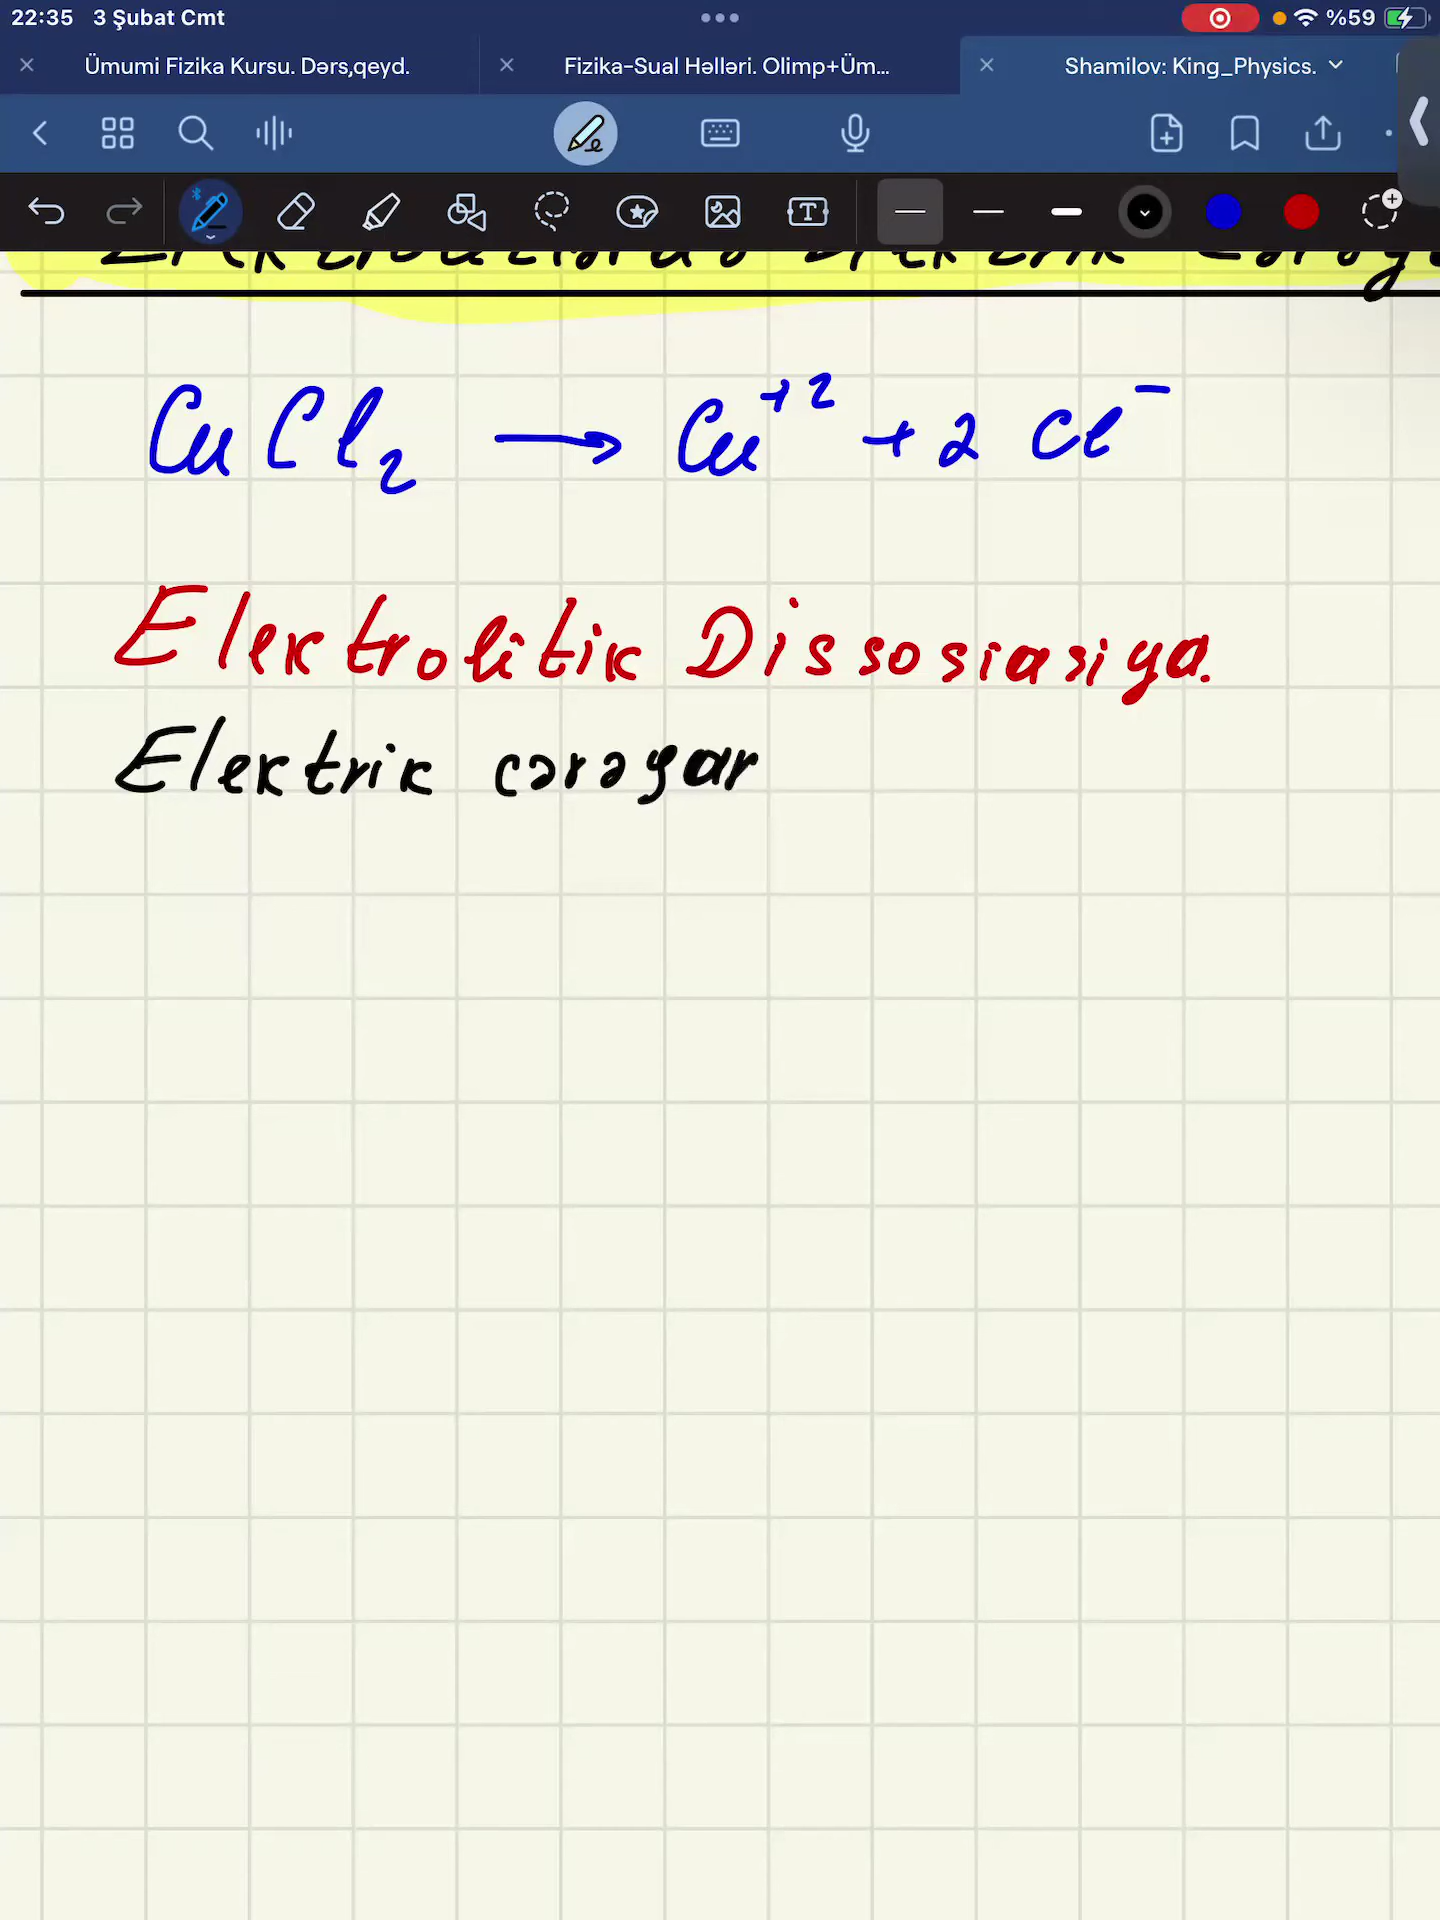 22:35 3 Şubat Cmt %59
Ümumi Fizika Kursu. Dərs,qeyd. Fizika-Sual Həlləri. Olimp+Üm... Shamilov: King_Physics.
CuCl₂ → Cu⁺² + 2 Cl⁻
Elektrolitik Dissosiasiya.
Elektrik cərəyar